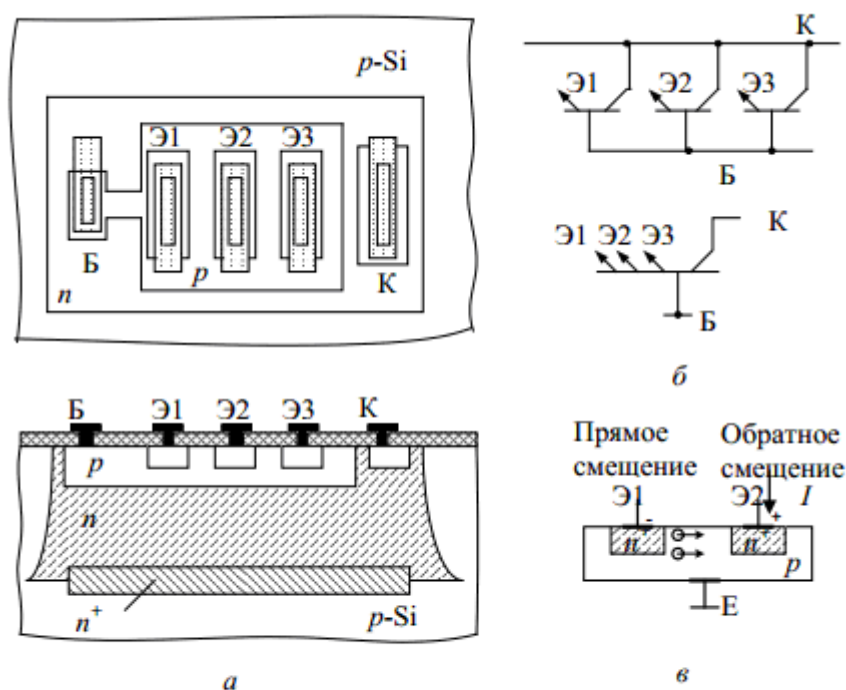 p-Si
Э1 Э2 Э3
Б
p
К
n
К
Э1 Э2 Э3
Б
Э1 Э2 Э3
К
Б
б
Б Э1 Э2 Э3 К
p
n
n+
p-Si
а
Прямое Обратное
смещение смещение
Э1 Э2 I
- +
n n+
p
Е
в